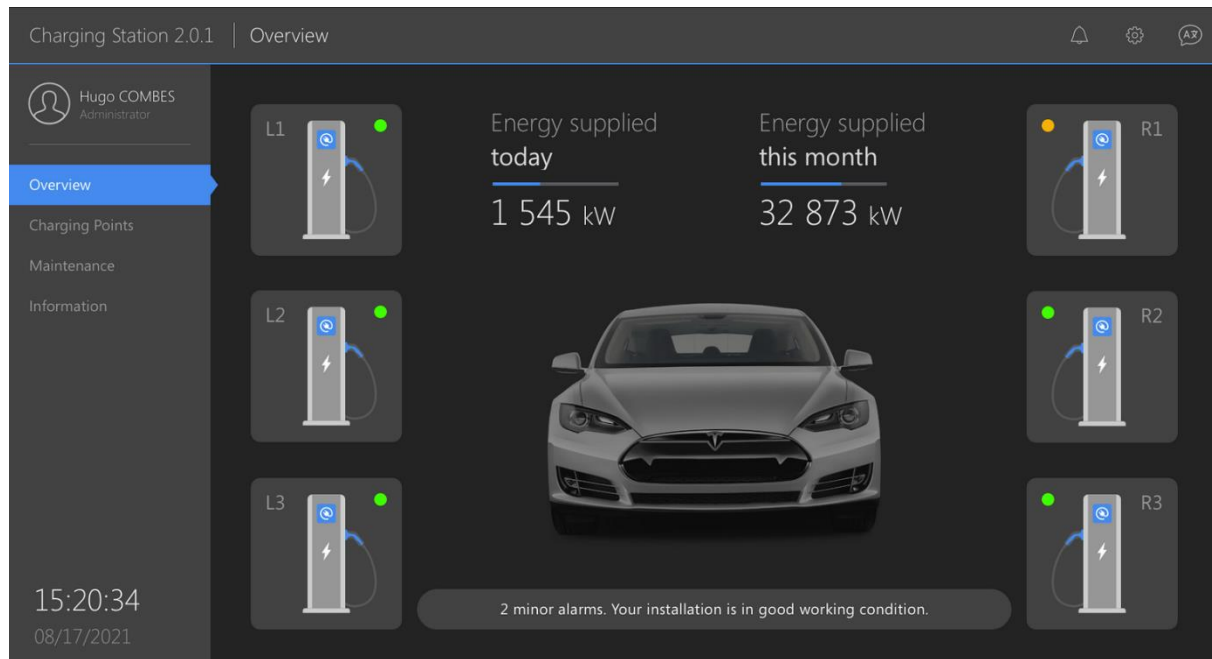 Charging Station 2.0.1 | Overview
Hugo COMBES
Administrator
Overview
Charging Points
Maintenance
Information
15:20:34
08/17/2021
L1
L2
L3
Energy supplied
today
1 545 kW
Energy supplied
this month
32 873 kW
2 minor alarms. Your installation is in good working condition.
R1
R2
R3